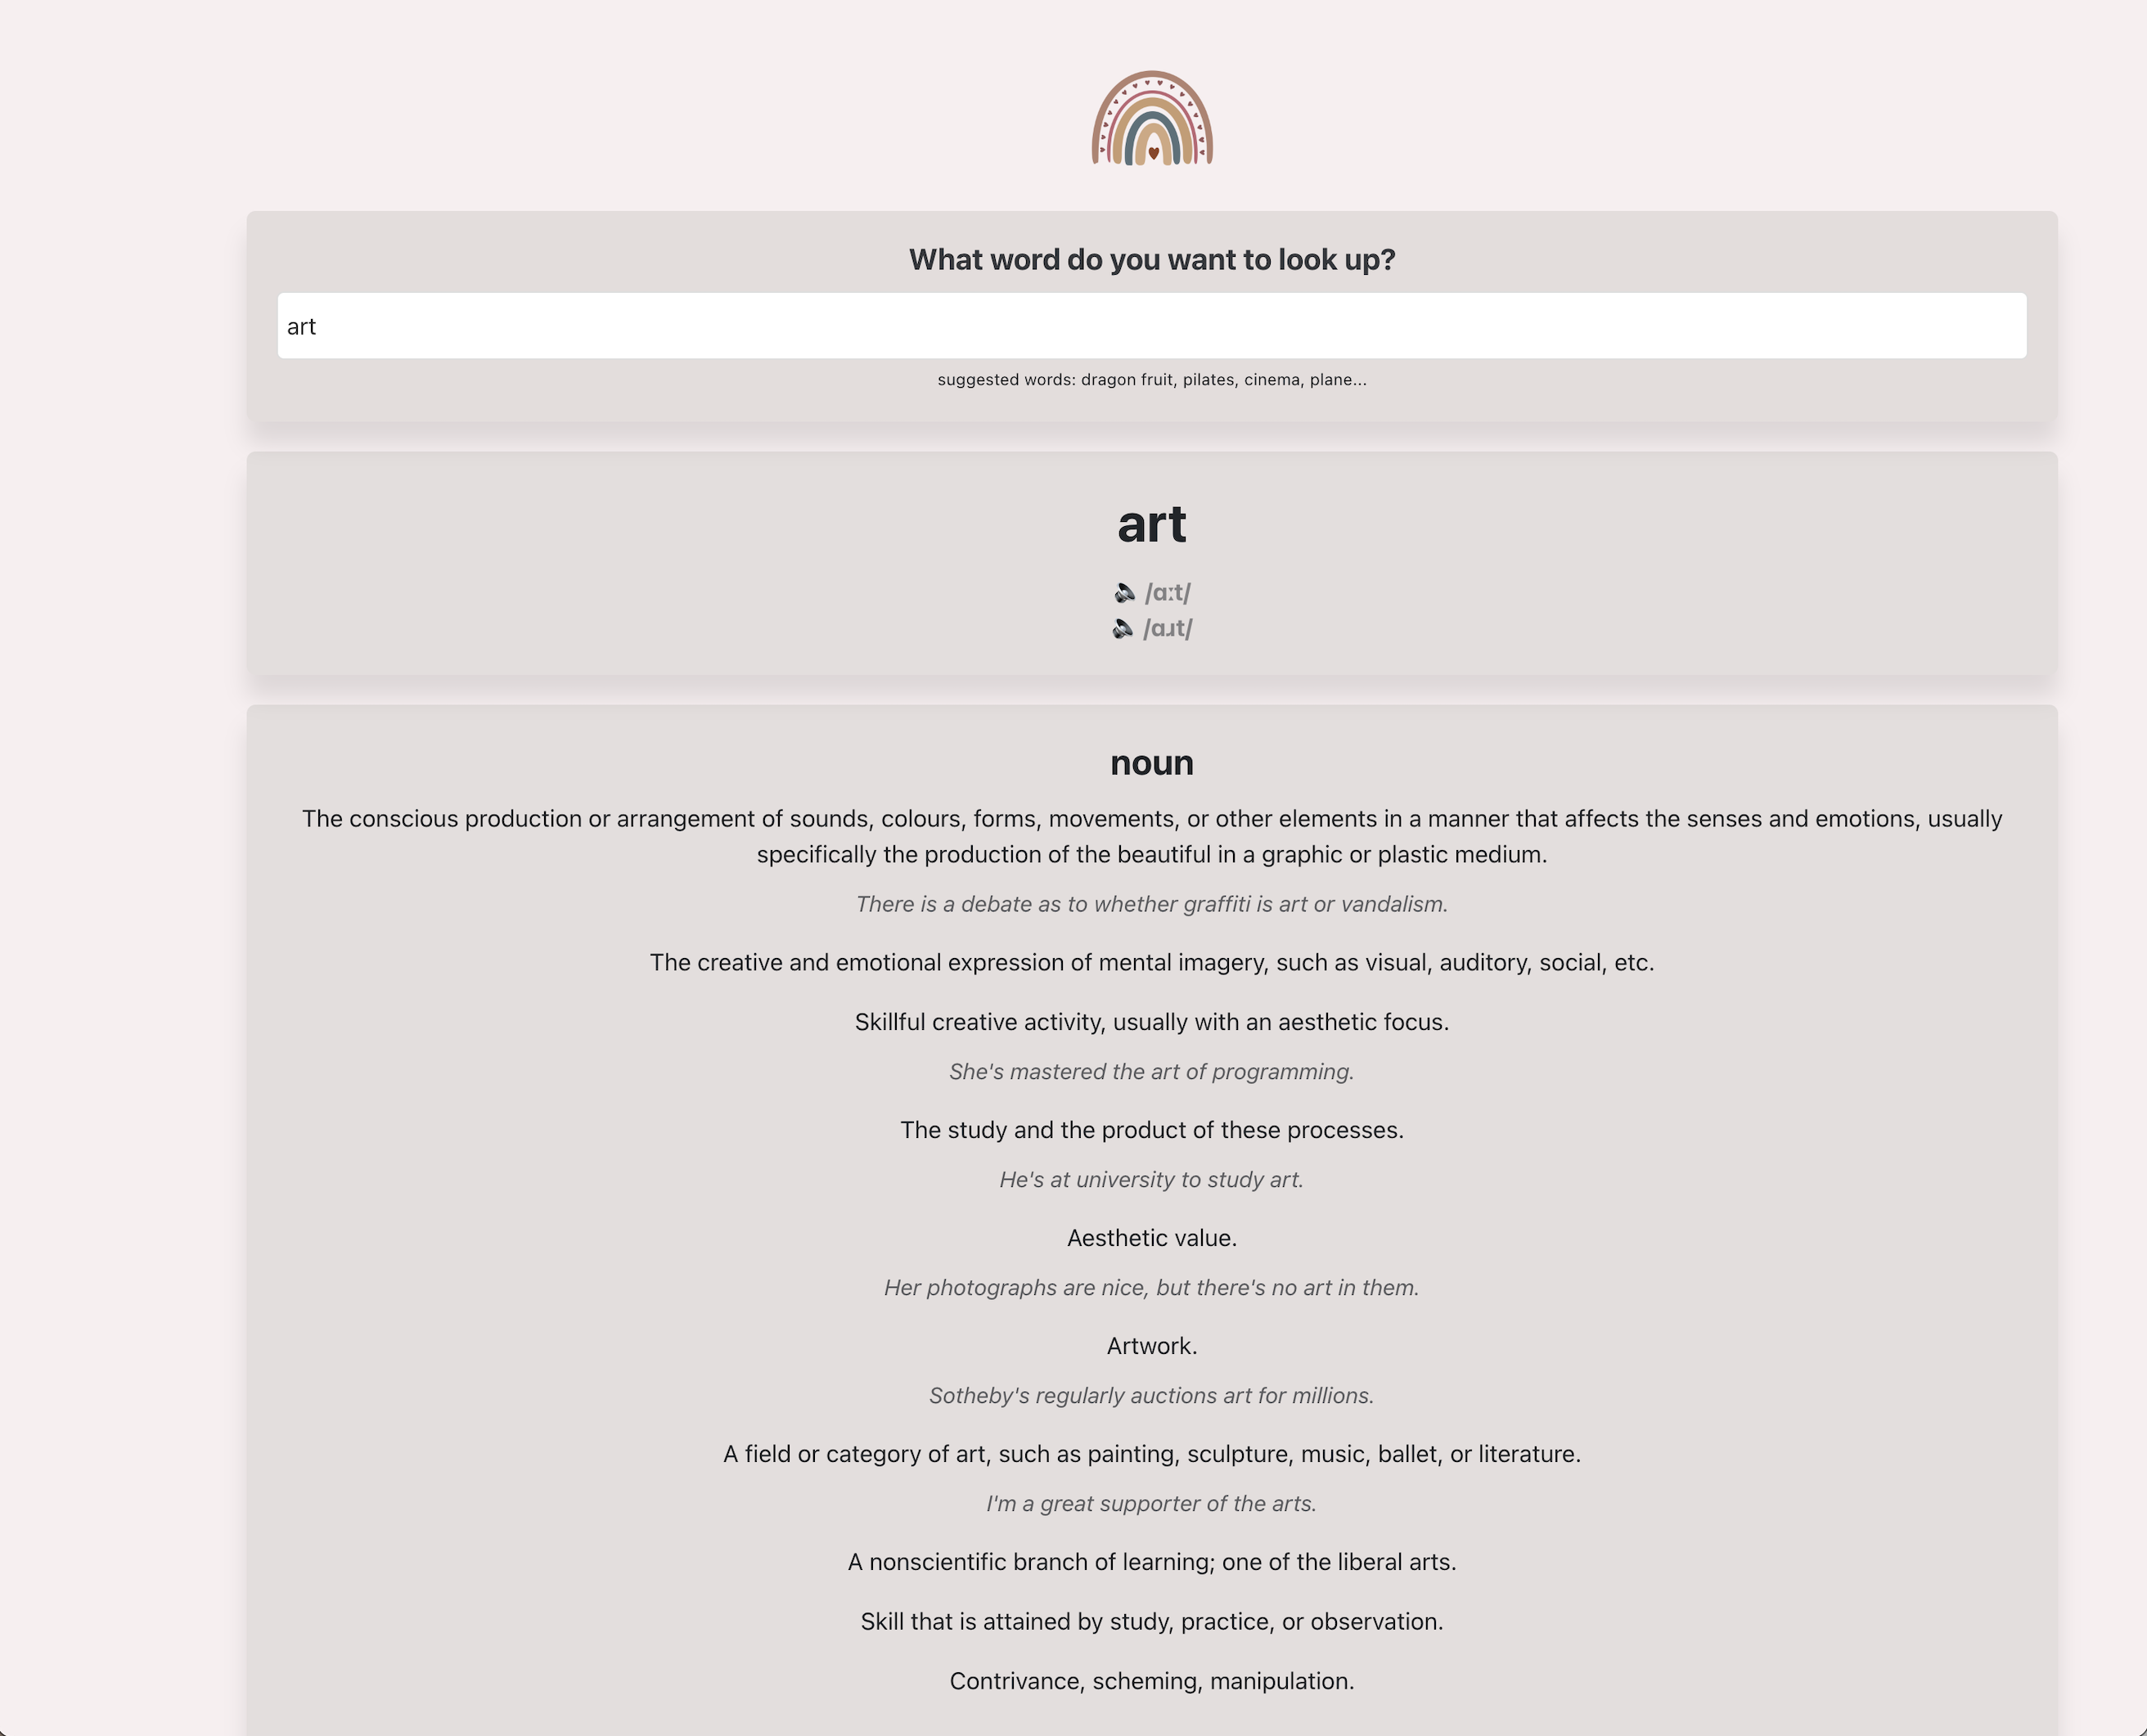 What word do you want to look up?
art
suggested words: dragon fruit, pilates, cinema, plane...
art
/ɑːt/
/ɑɹt/
noun
The conscious production or arrangement of sounds, colours, forms, movements, or other elements in a manner that affects the senses and emotions, usually
specifically the production of the beautiful in a graphic or plastic medium.
There is a debate as to whether graffiti is art or vandalism.
The creative and emotional expression of mental imagery, such as visual, auditory, social, etc.
Skillful creative activity, usually with an aesthetic focus.
She's mastered the art of programming.
The study and the product of these processes.
He's at university to study art.
Aesthetic value.
Her photographs are nice, but there's no art in them.
Artwork.
Sotheby's regularly auctions art for millions.
A field or category of art, such as painting, sculpture, music, ballet, or literature.
I'm a great supporter of the arts.
A nonscientific branch of learning; one of the liberal arts.
Skill that is attained by study, practice, or observation.
Contrivance, scheming, manipulation.